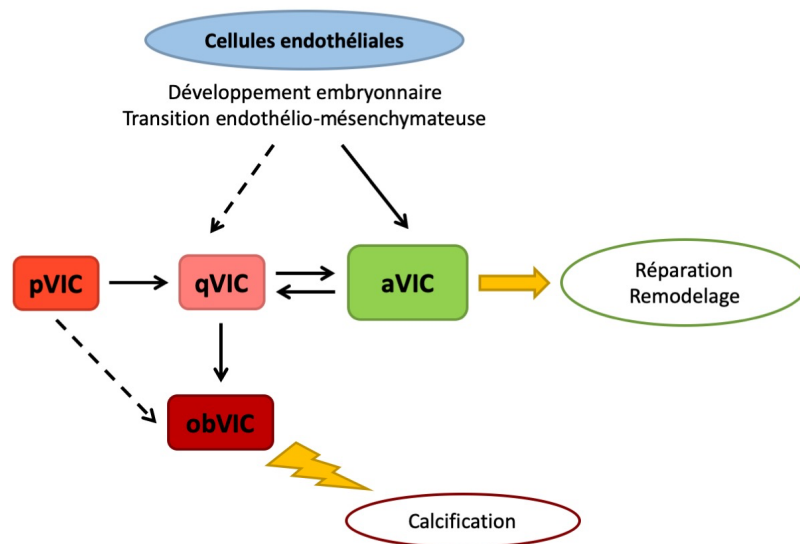 Cellules endothéliales
Développement embryonnaire
Transition endothélio-mésenchymateuse
pVIC
qVIC
aVIC
Réparation
Remodelage
obVIC
Calcification